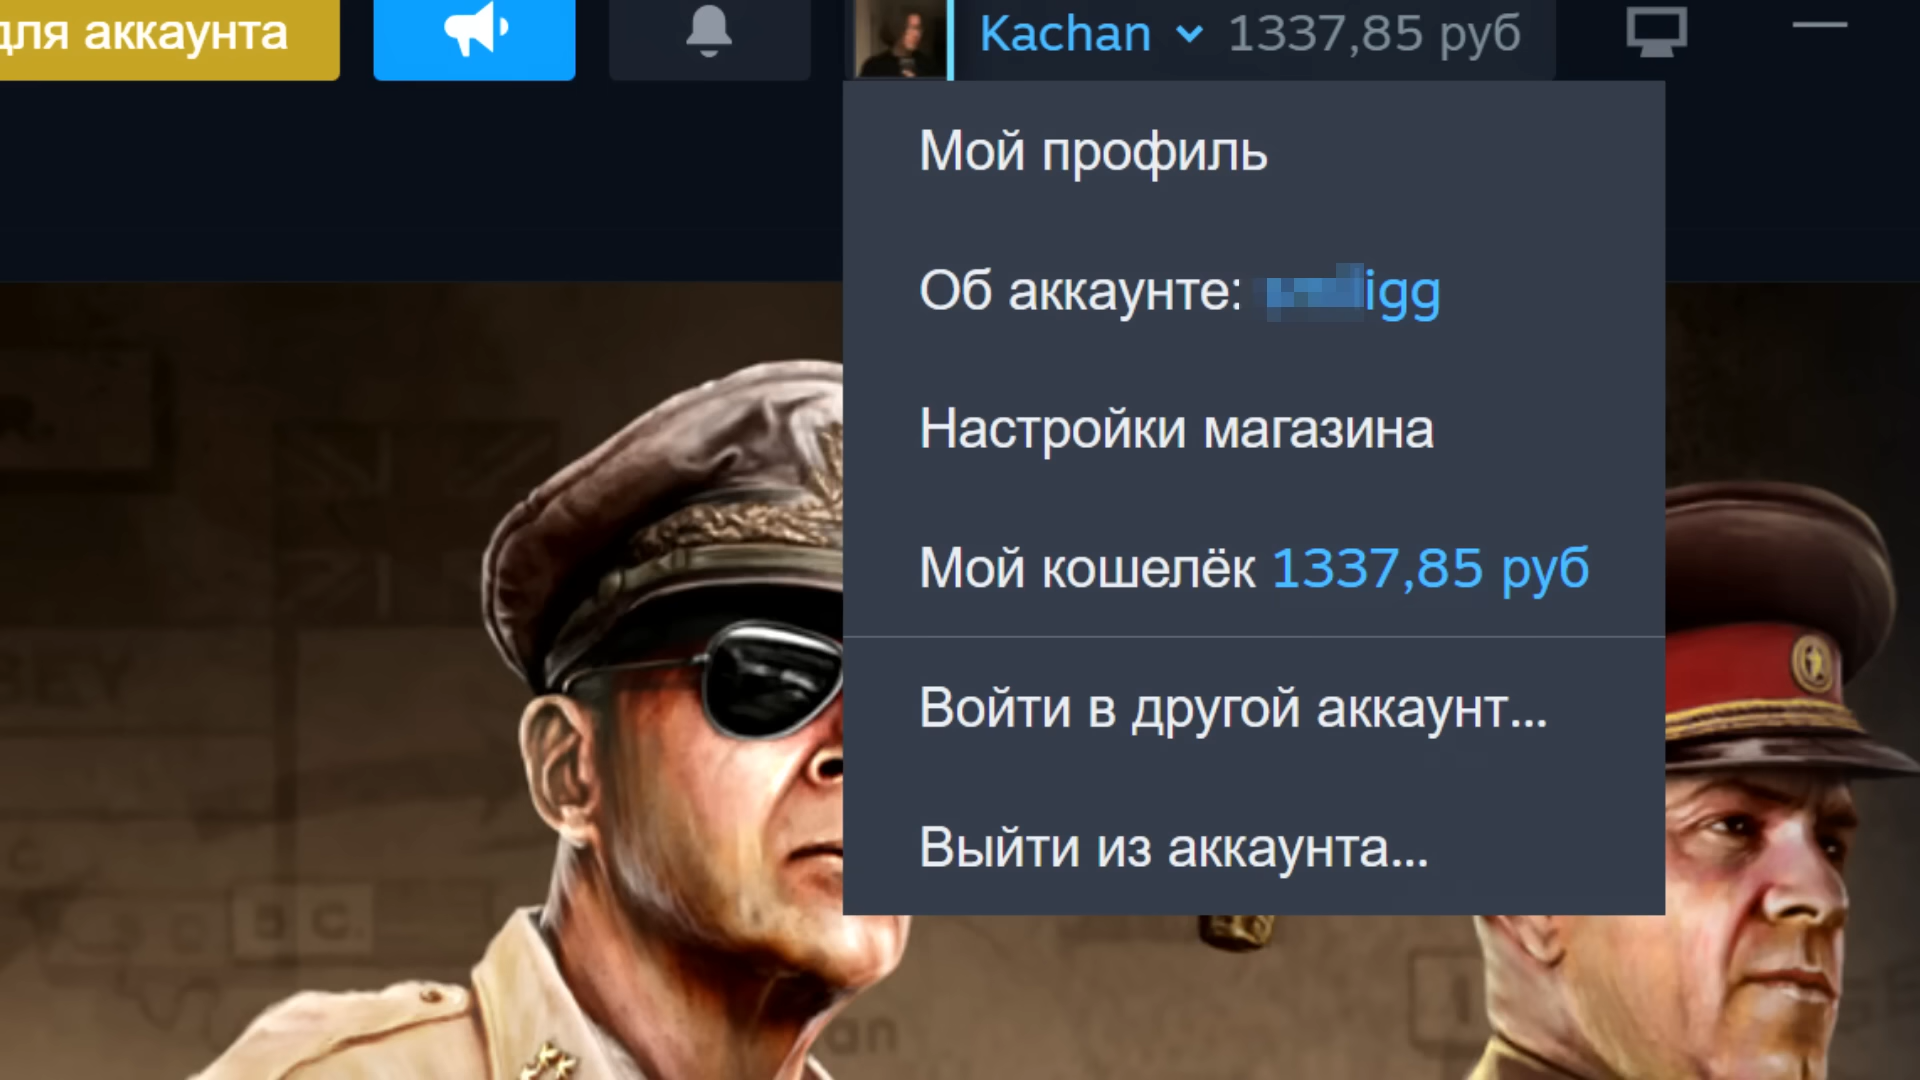 для аккаунта
Kachan 1337,85 руб
Мой профиль
Об аккаунте: igg
Настройки магазина
Мой кошелёк 1337,85 руб
Войти в другой аккаунт...
Выйти из аккаунта...